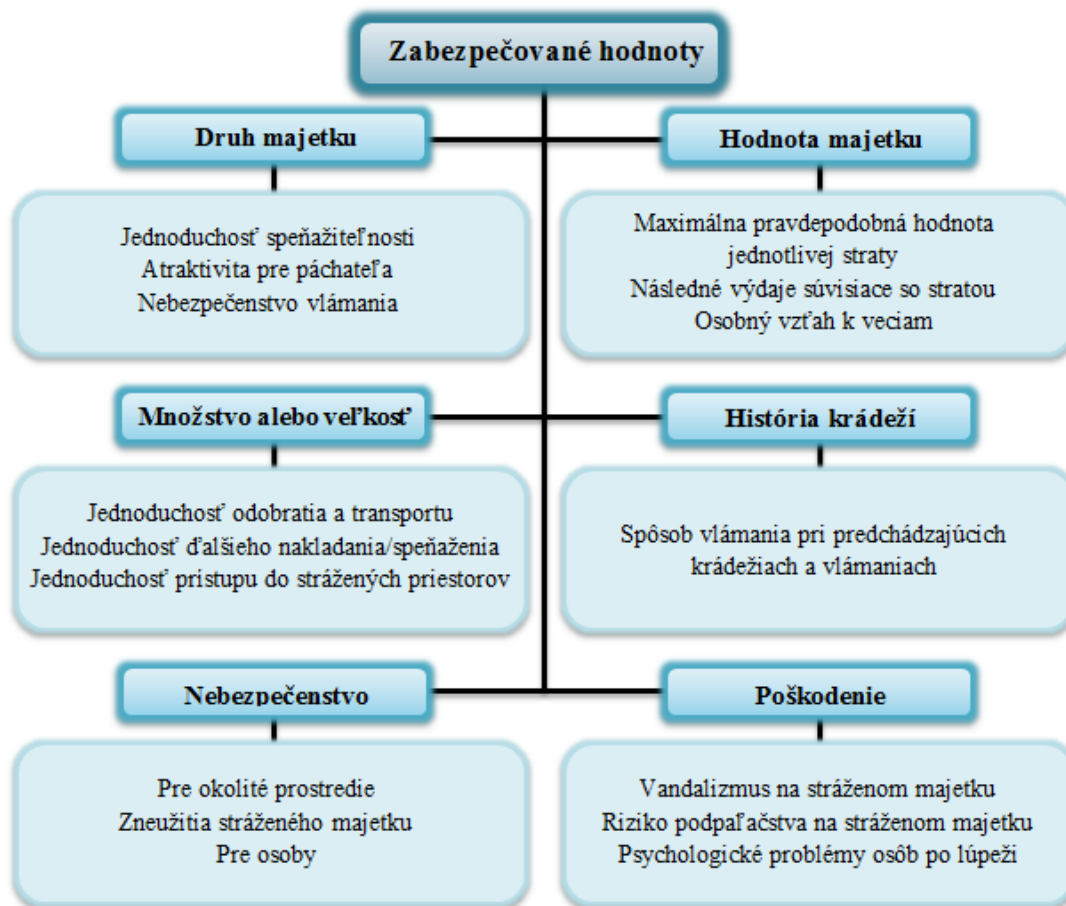 Zabezpečované hodnoty
Druh majetku
Jednoduchosť speňažiteľnosti
Atraktivita pre páchateľa
Nebezpečenstvo vlámania
Hodnota majetku
Maximálna pravdepodobná hodnota
jednotlivej straty
Následné výdaje súvisiace so stratou
Osobný vzťah k veciam
Množstvo alebo veľkosť
Jednoduchosť odobratia a transportu
Jednoduchosť ďalšieho nakladania/speňaženia
Jednoduchosť prístupu do strážených priestorov
História krádeží
Spôsob vlámania pri predchádzajúcich
krádežiach a vlámaniach
Nebezpečenstvo
Pre okolité prostredie
Zneužitia stráženého majetku
Pre osoby
Poškodenie
Vandalizmus na stráženom majetku
Riziko podpaľačstva na stráženom majetku
Psychologické problémy osôb po lúpeži